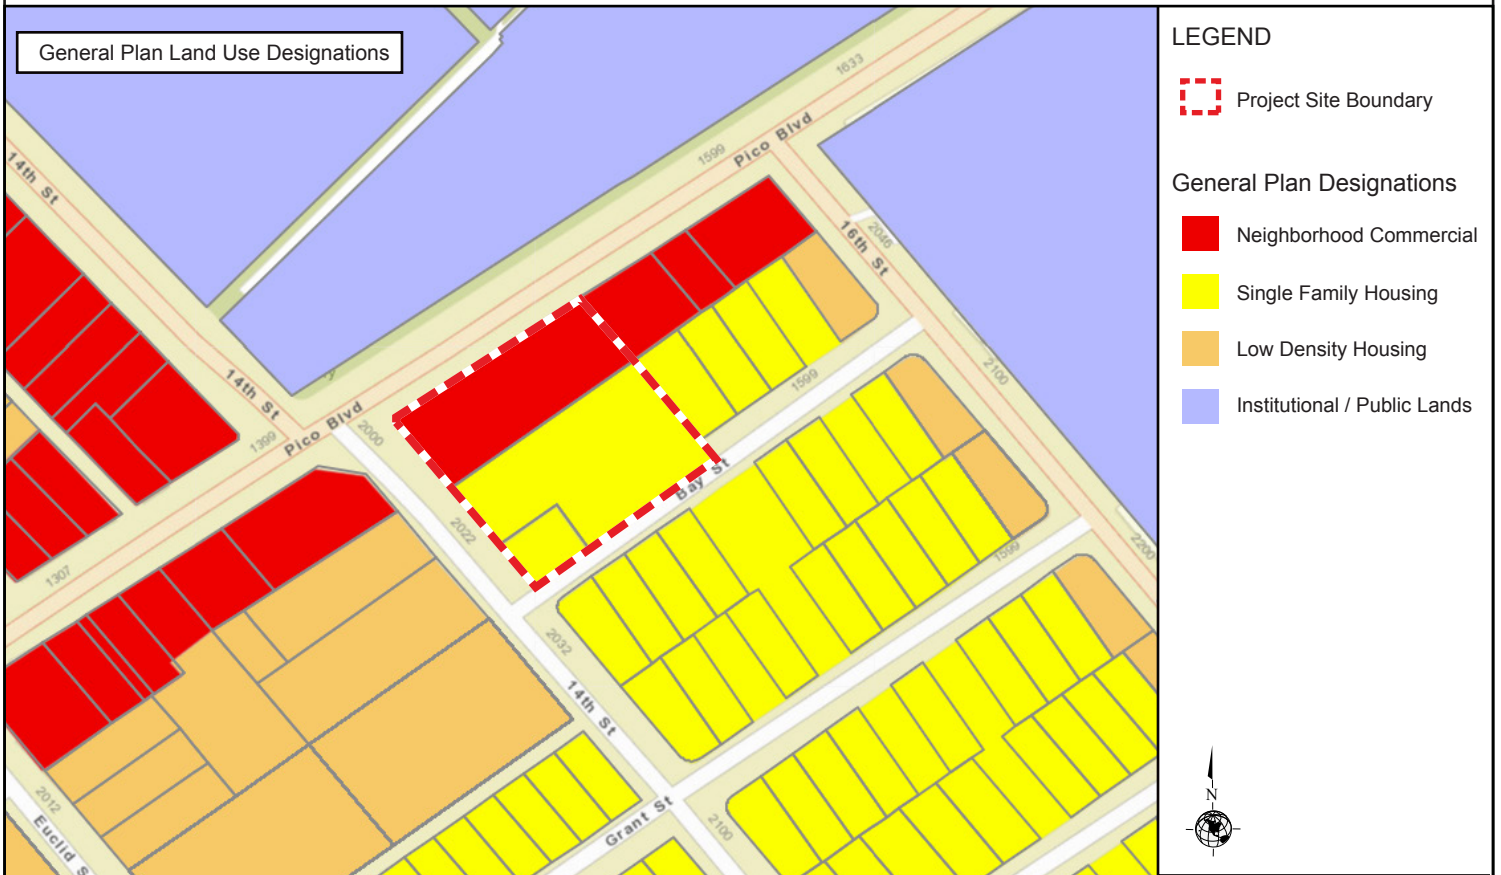 General Plan Land Use Designations
LEGEND
Project Site Boundary
General Plan Designations
Neighborhood Commercial
Single Family Housing
Low Density Housing
Institutional / Public Lands
N
1633
1599
Pico Blvd
14th St
16th St
2046
14th St
1399
Pico Blvd
2000
1599
2100
Bay St
2022
1307
1599
2200
2032
14th St
2012
Euclid S
Grant St
2100